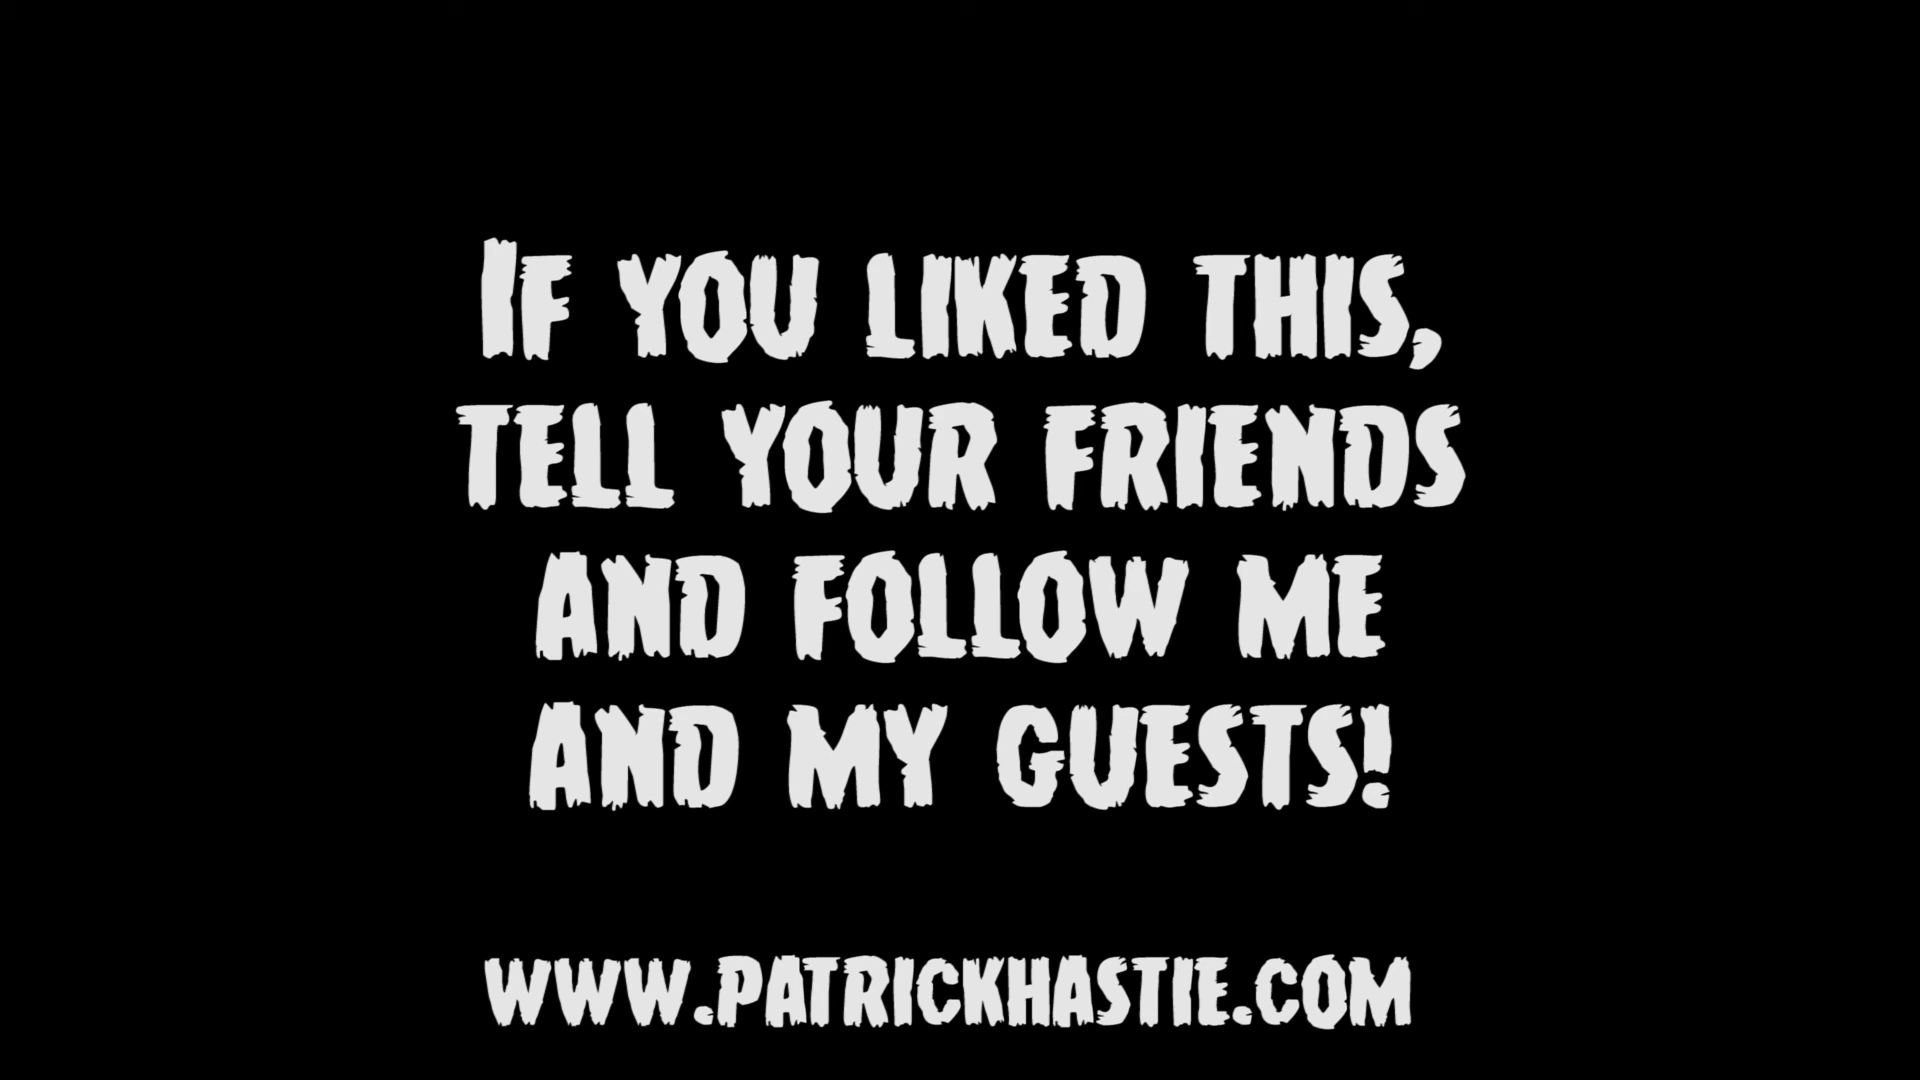 If you liked this,
tell your friends
and follow me
and my guests!
www.patrickhastie.com